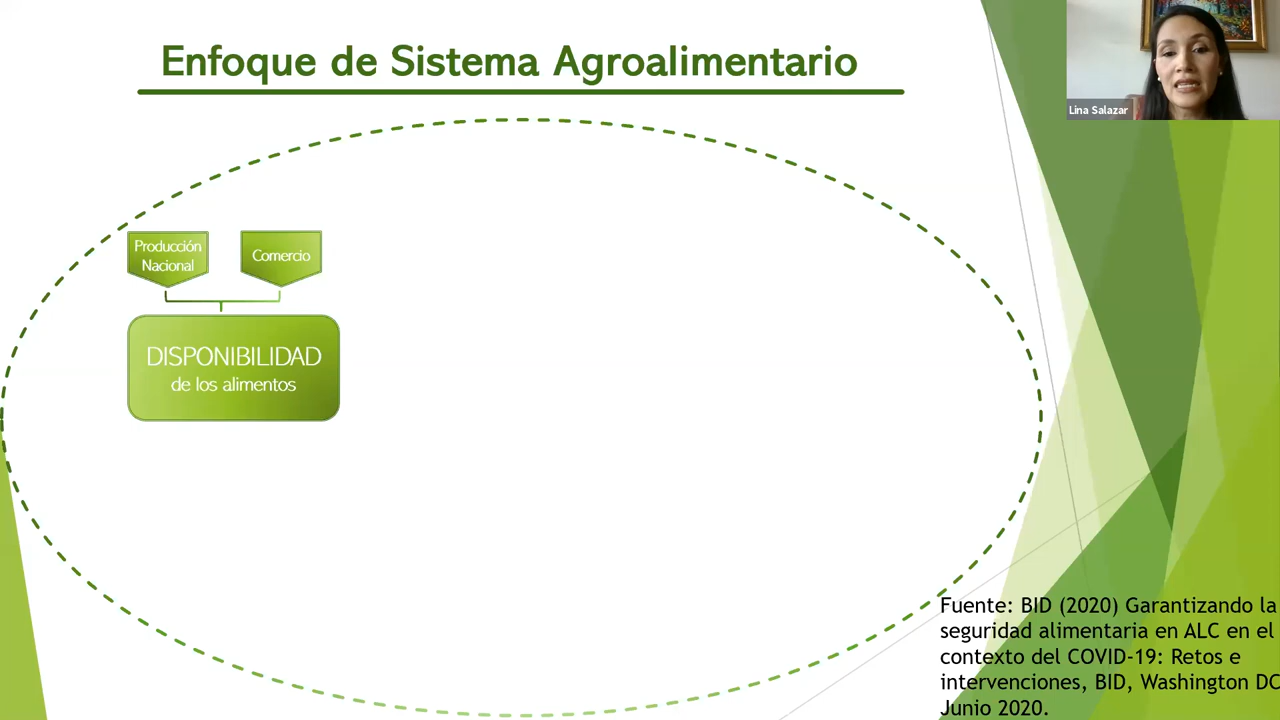 Enfoque de Sistema Agroalimentario
Lina Salazar
Producción
Nacional
Comercio
DISPONIBILIDAD
de los alimentos
Fuente: BID (2020) Garantizando la
seguridad alimentaria en ALC en el
contexto del COVID-19: Retos e
intervenciones, BID, Washington DC
Junio 2020.